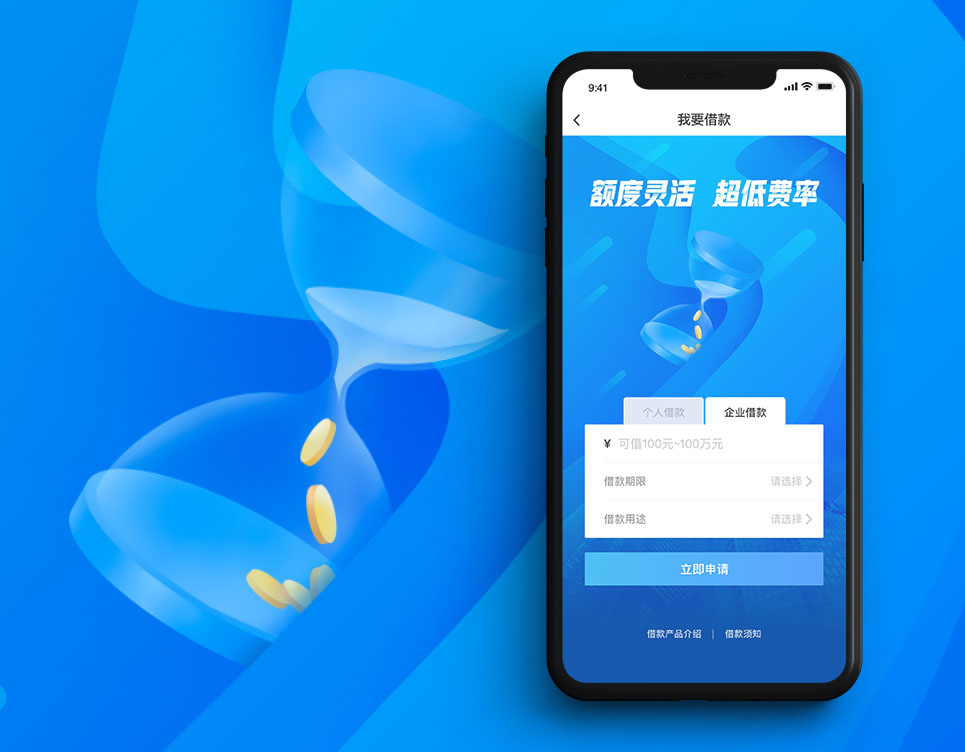 9:41
我要借款
额度灵活 超低费率
个人借款 企业借款
¥ 可借100元~100万元
借款期限 请选择
借款用途 请选择
立即申请
借款产品介绍 | 借款须知